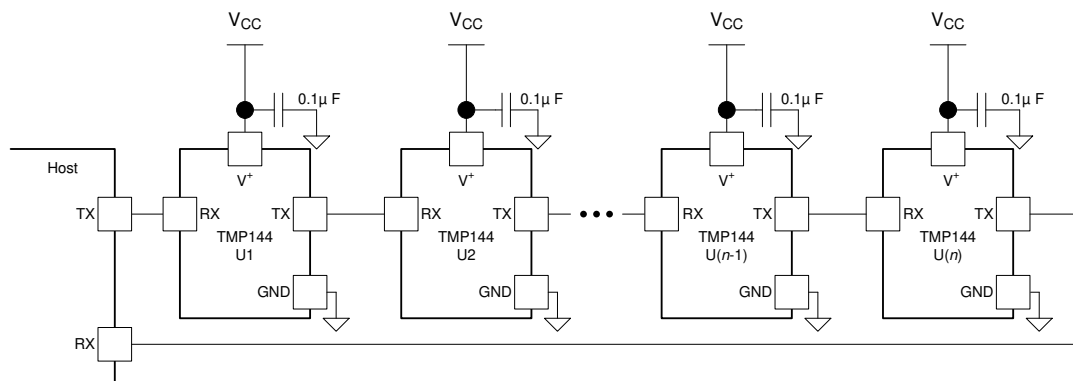 VCC VCC VCC VCC
0.1µ F 0.1µ F 0.1µ F 0.1µ F
Host
V+ V+ V+ V+
TX RX TX RX TX RX TX RX TX
TMP144 TMP144 TMP144 TMP144
U1 U2 U(n-1) U(n)
GND GND GND GND
RX